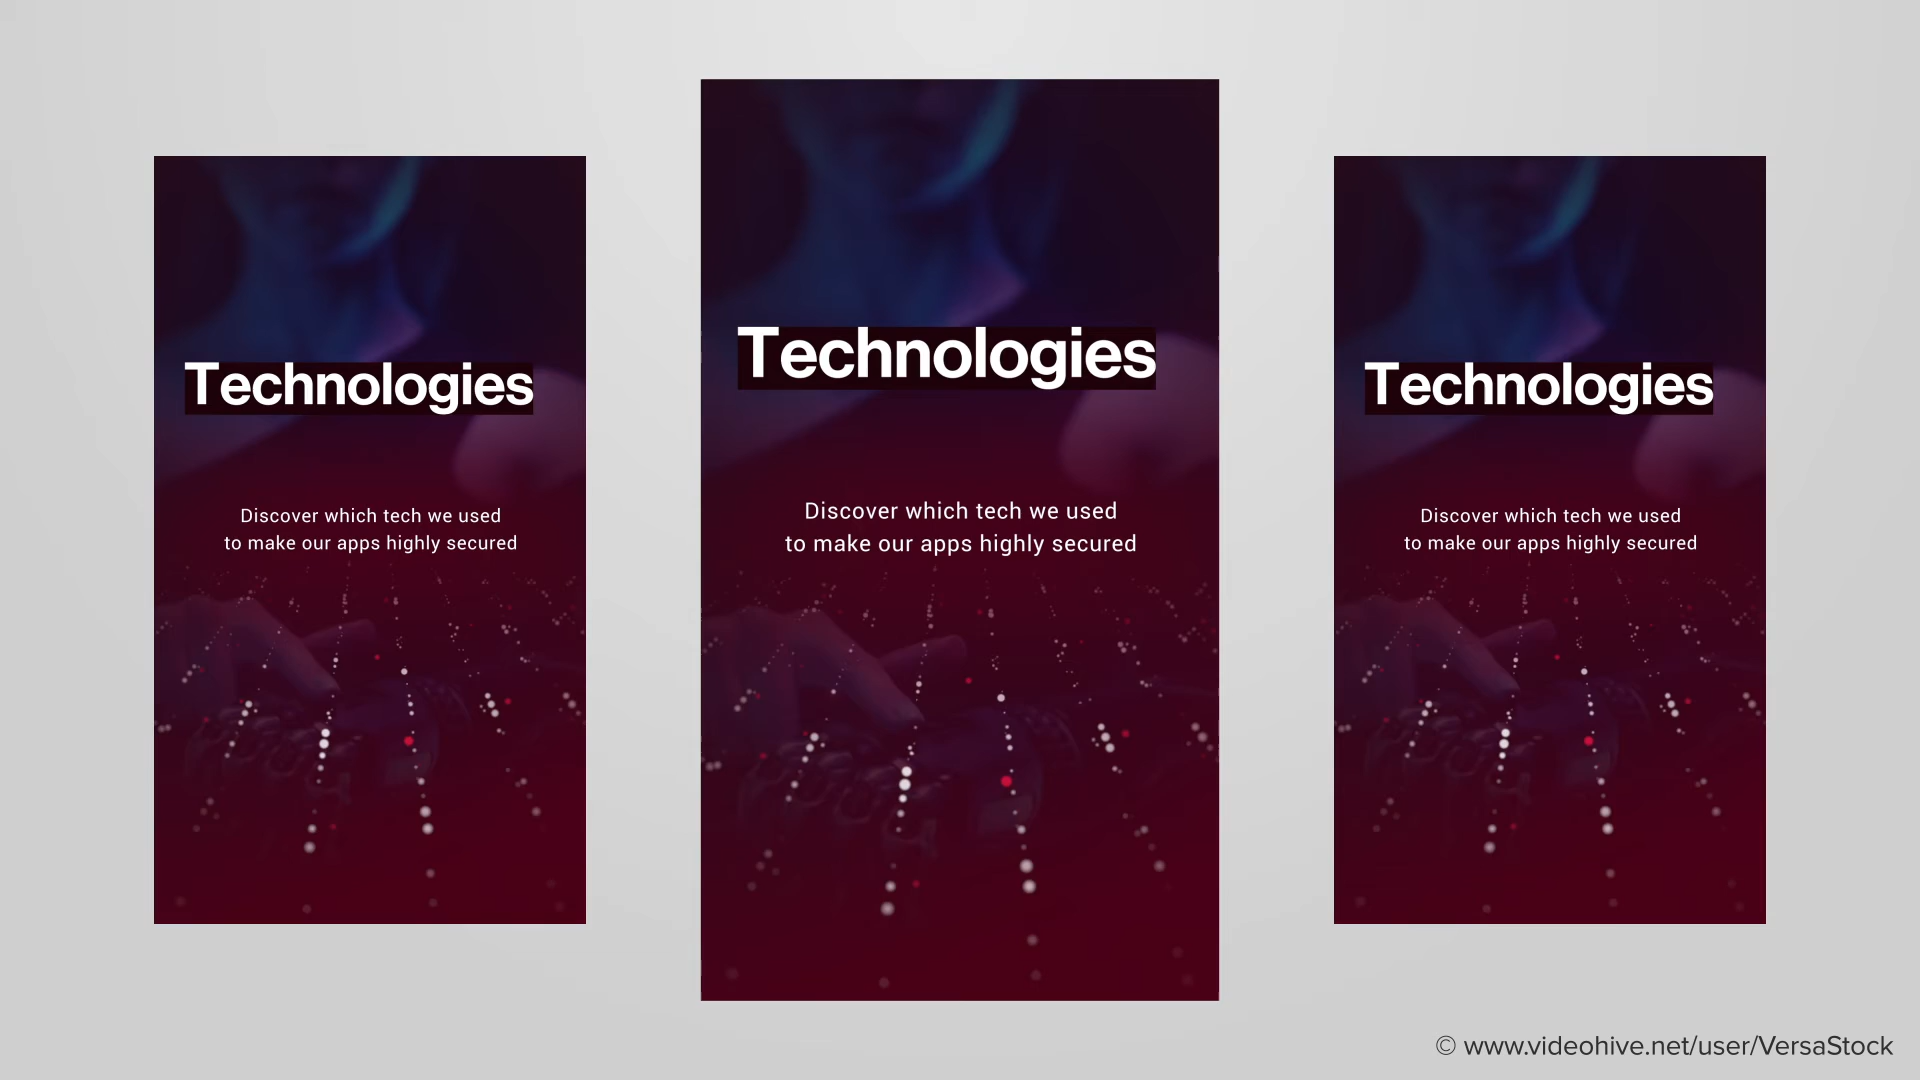 Technologies
Discover which tech we used
to make our apps highly secured
Technologies
Discover which tech we used
to make our apps highly secured
Technologies
Discover which tech we used
to make our apps highly secured
© www.videohive.net/user/VersaStock